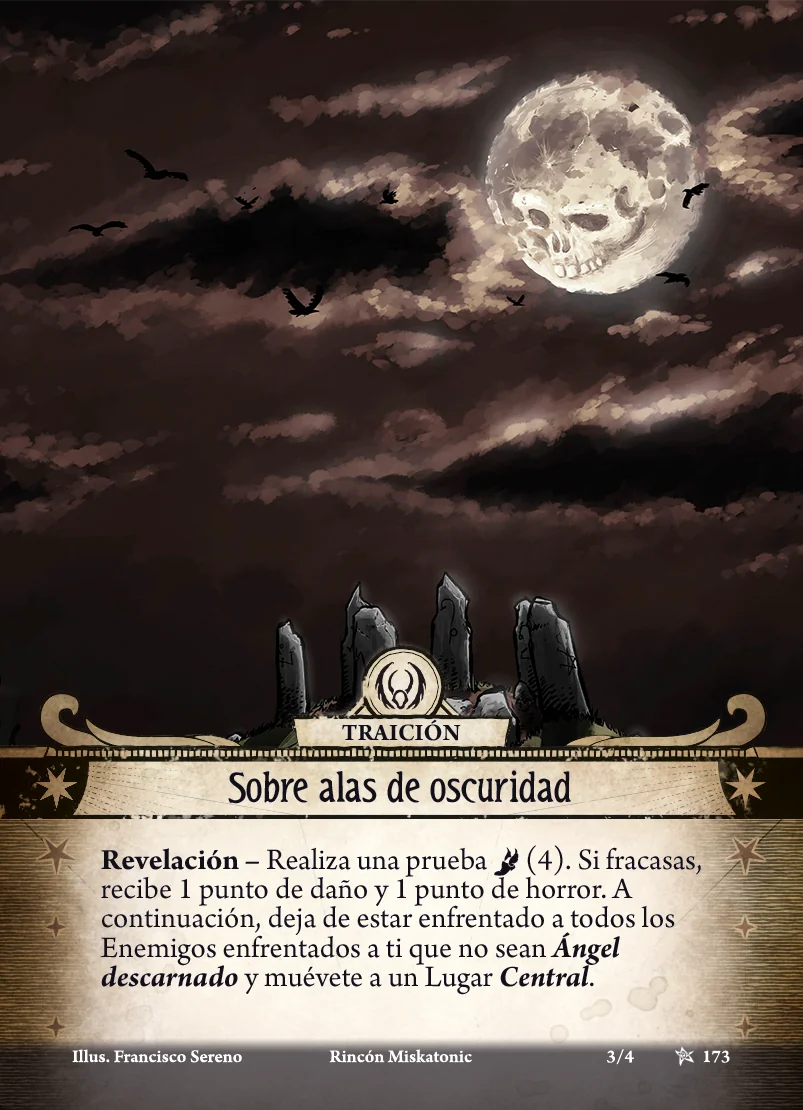 TRAICIÓN
Sobre alas de oscuridad
Revelación – Realiza una prueba (4). Si fracasas,
recibe 1 punto de daño y 1 punto de horror. A
continuación, deja de estar enfrentado a todos los
Enemigos enfrentados a ti que no sean Ángel
descarnado y muévete a un Lugar Central.
Illus. Francisco Sereno Rincón Miskatonic 3/4 173